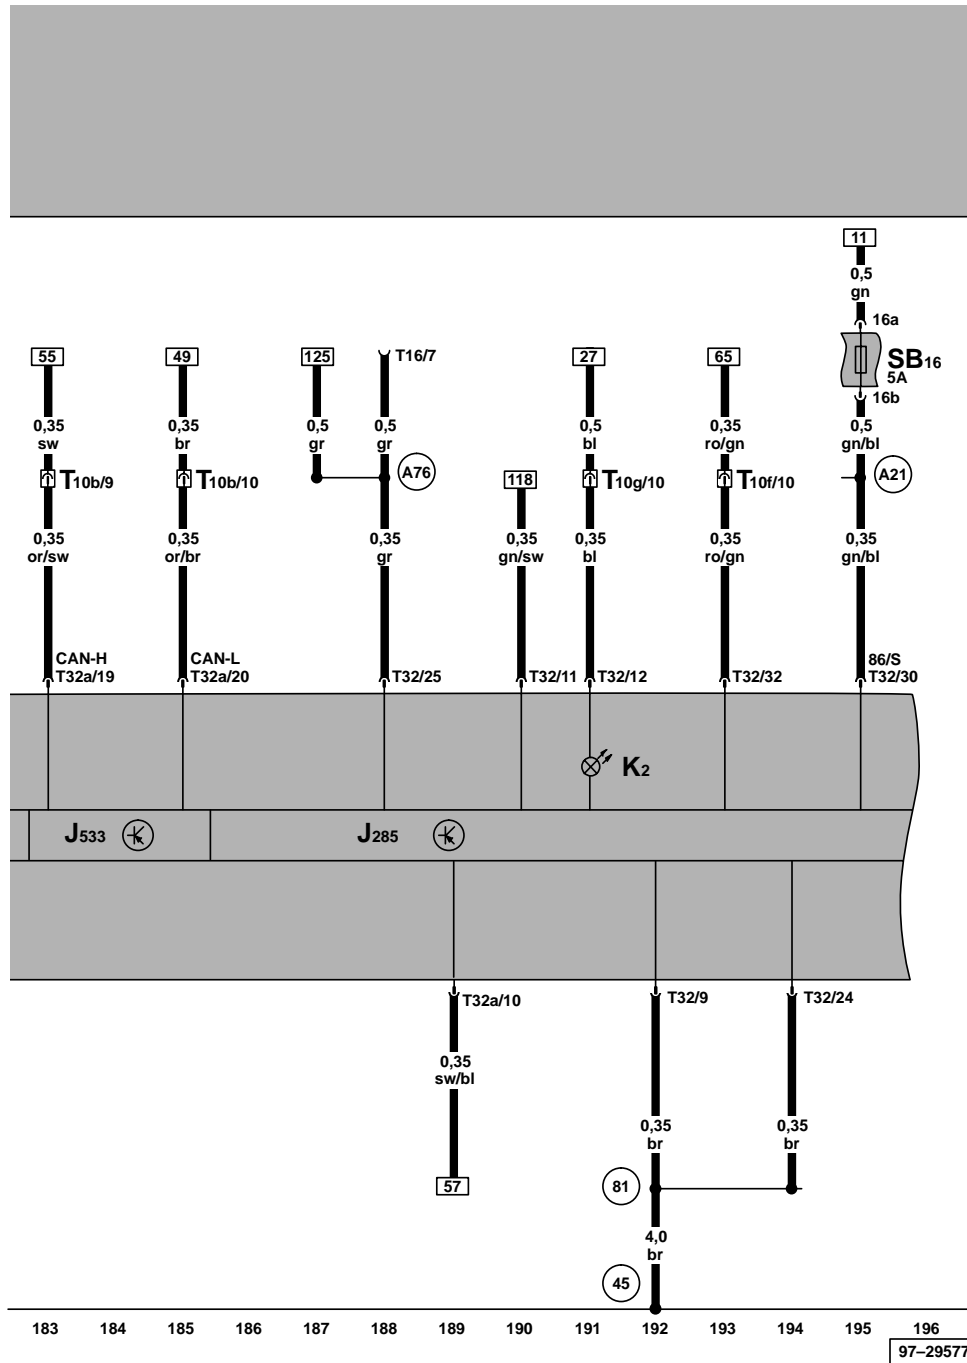 11
0,5
gn
16a
SB16
5A
16b
55 49 125 T16/7 27 65
0,35 0,35 0,5 0,5 0,5 0,35 0,5
sw br gr gr bl ro/gn gn/bl
T10b/9 T10b/10 A76 118 T10g/10 T10f/10 A21
0,35 0,35 0,35 0,35 0,35 0,35 0,35
or/sw or/br gr gn/sw bl ro/gn gn/bl
CAN-H CAN-L 86/S
T32a/19 T32a/20 T32/25 T32/11 T32/12 T32/32 T32/30
K2
J533 J285
T32a/10 T32/9 T32/24
0,35
sw/bl
0,35 0,35
br br
57 81
4,0
br
45
183 184 185 186 187 188 189 190 191 192 193 194 195 196
97–29577